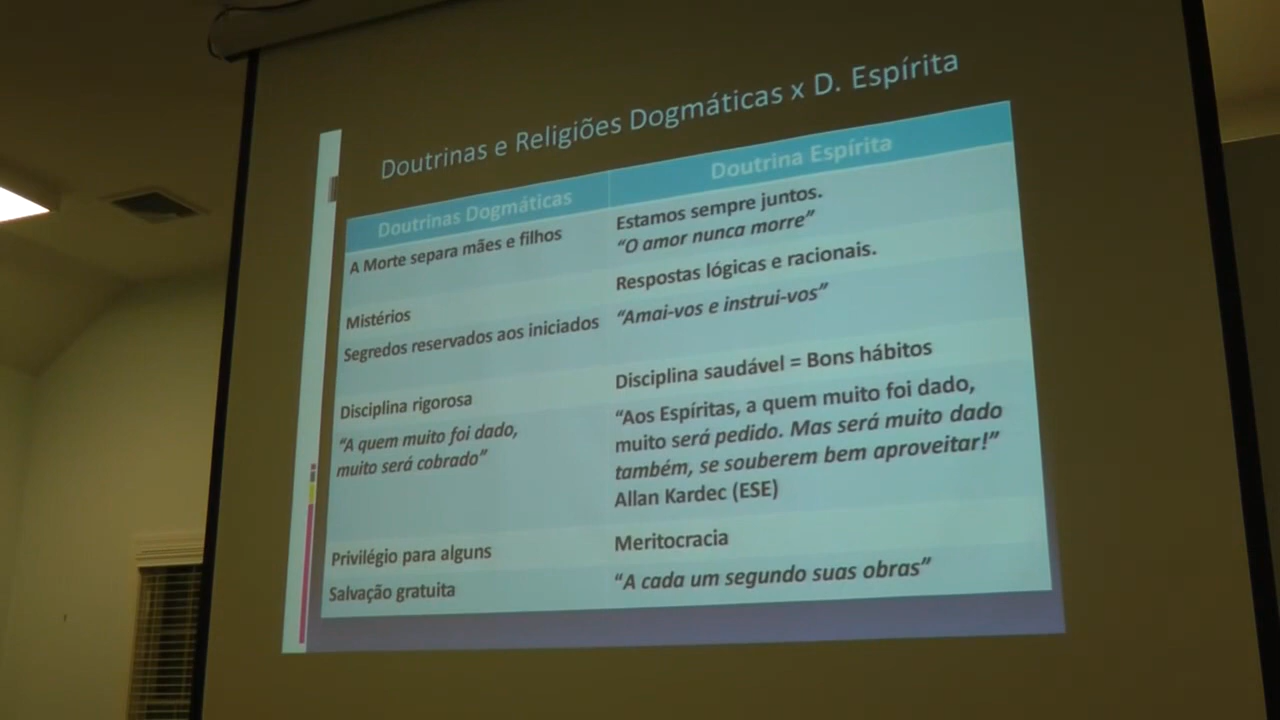 Doutrinas e Religiões Dogmáticas x D. Espírita
Doutrinas Dogmáticas
Doutrina Espírita
A Morte separa mães e filhos
Estamos sempre juntos.
“O amor nunca morre”
Mistérios
Respostas lógicas e racionais.
Segredos reservados aos iniciados
“Amai-vos e instrui-vos”
Disciplina rigorosa
Disciplina saudável = Bons hábitos
“A quem muito foi dado,
muito será cobrado”
“Aos Espíritas, a quem muito foi dado,
muito será pedido. Mas será muito dado
também, se souberem bem aproveitar!”
Allan Kardec (ESE)
Privilégio para alguns
Meritocracia
Salvação gratuita
“A cada um segundo suas obras”